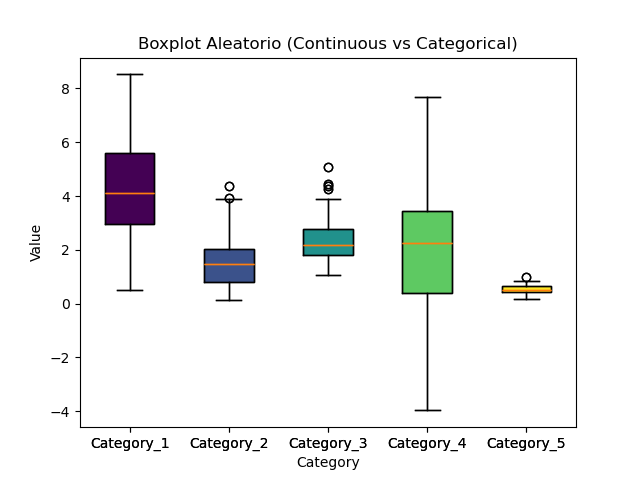 Boxplot Aleatorio (Continuous vs Categorical)
Value
8
6
4
2
0
−2
−4
Category_1 Category_2 Category_3 Category_4 Category_5
Category